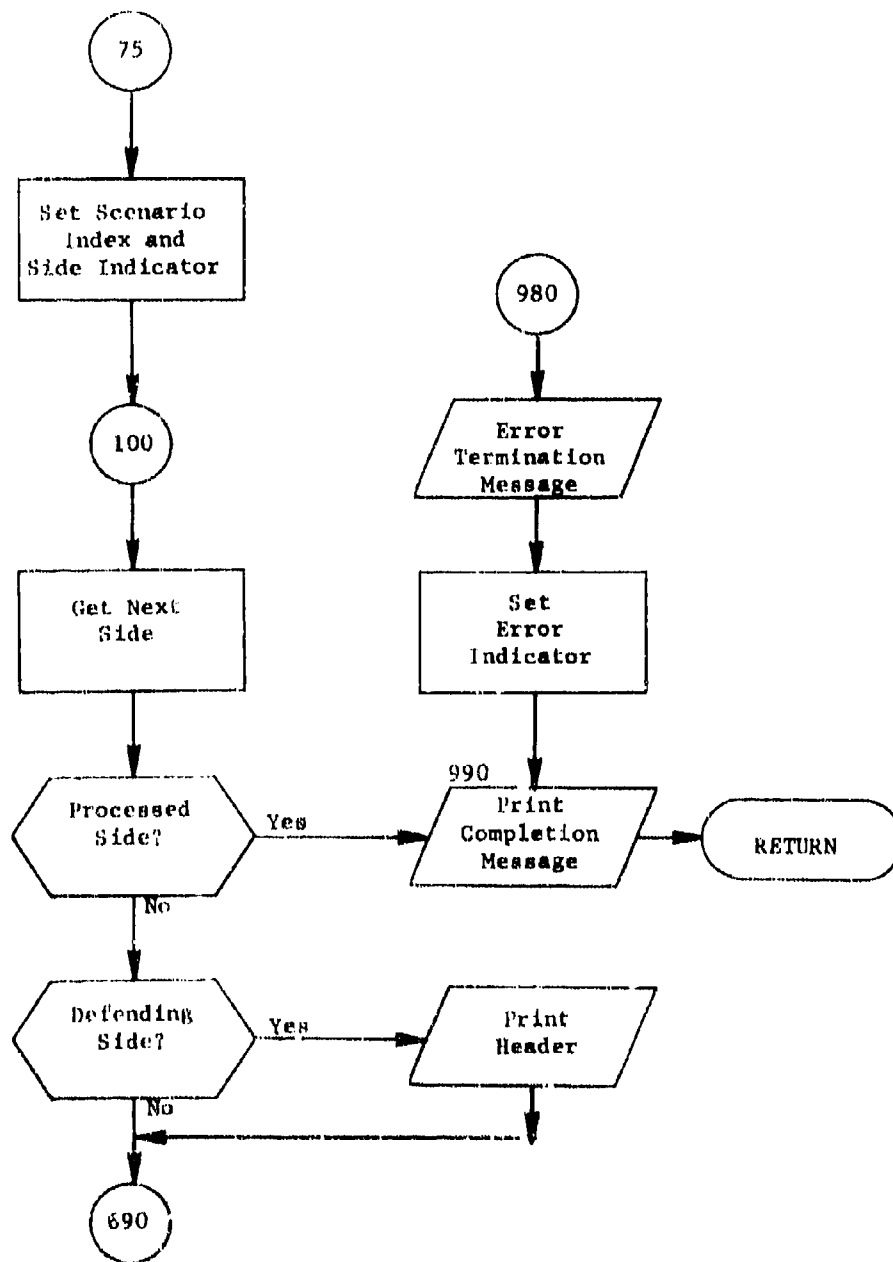 75
Set Scenario
Index and
Side Indicator
980
100
Error
Termination
Message
Get Next
Side
Set
Error
Indicator
990
Processed
Side?
Yes
Print
Completion
Message
RETURN
No
Defending
Side?
Yes
Print
Header
No
690